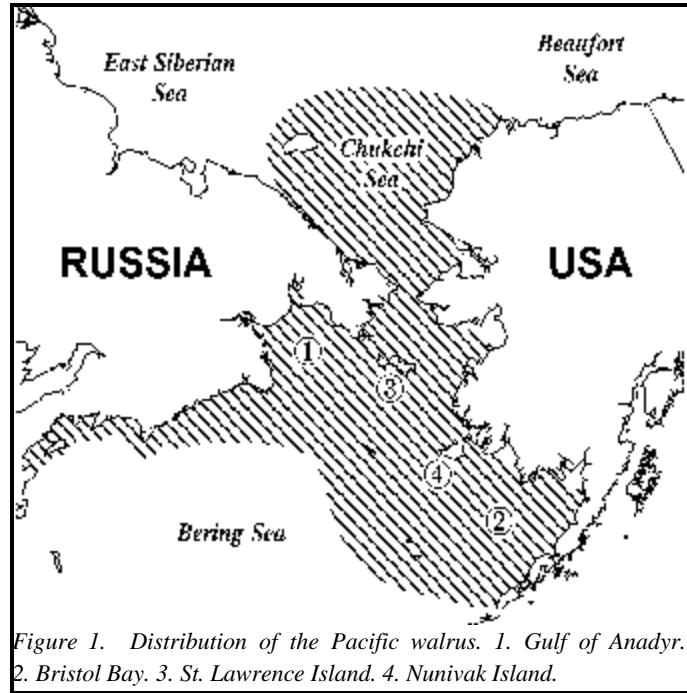 East Siberian
Sea
Beaufort
Sea
Chukchi
Sea
RUSSIA
USA
1
3
4
2
Bering Sea
Figure 1. Distribution of the Pacific walrus. 1. Gulf of Anadyr.
2. Bristol Bay. 3. St. Lawrence Island. 4. Nunivak Island.